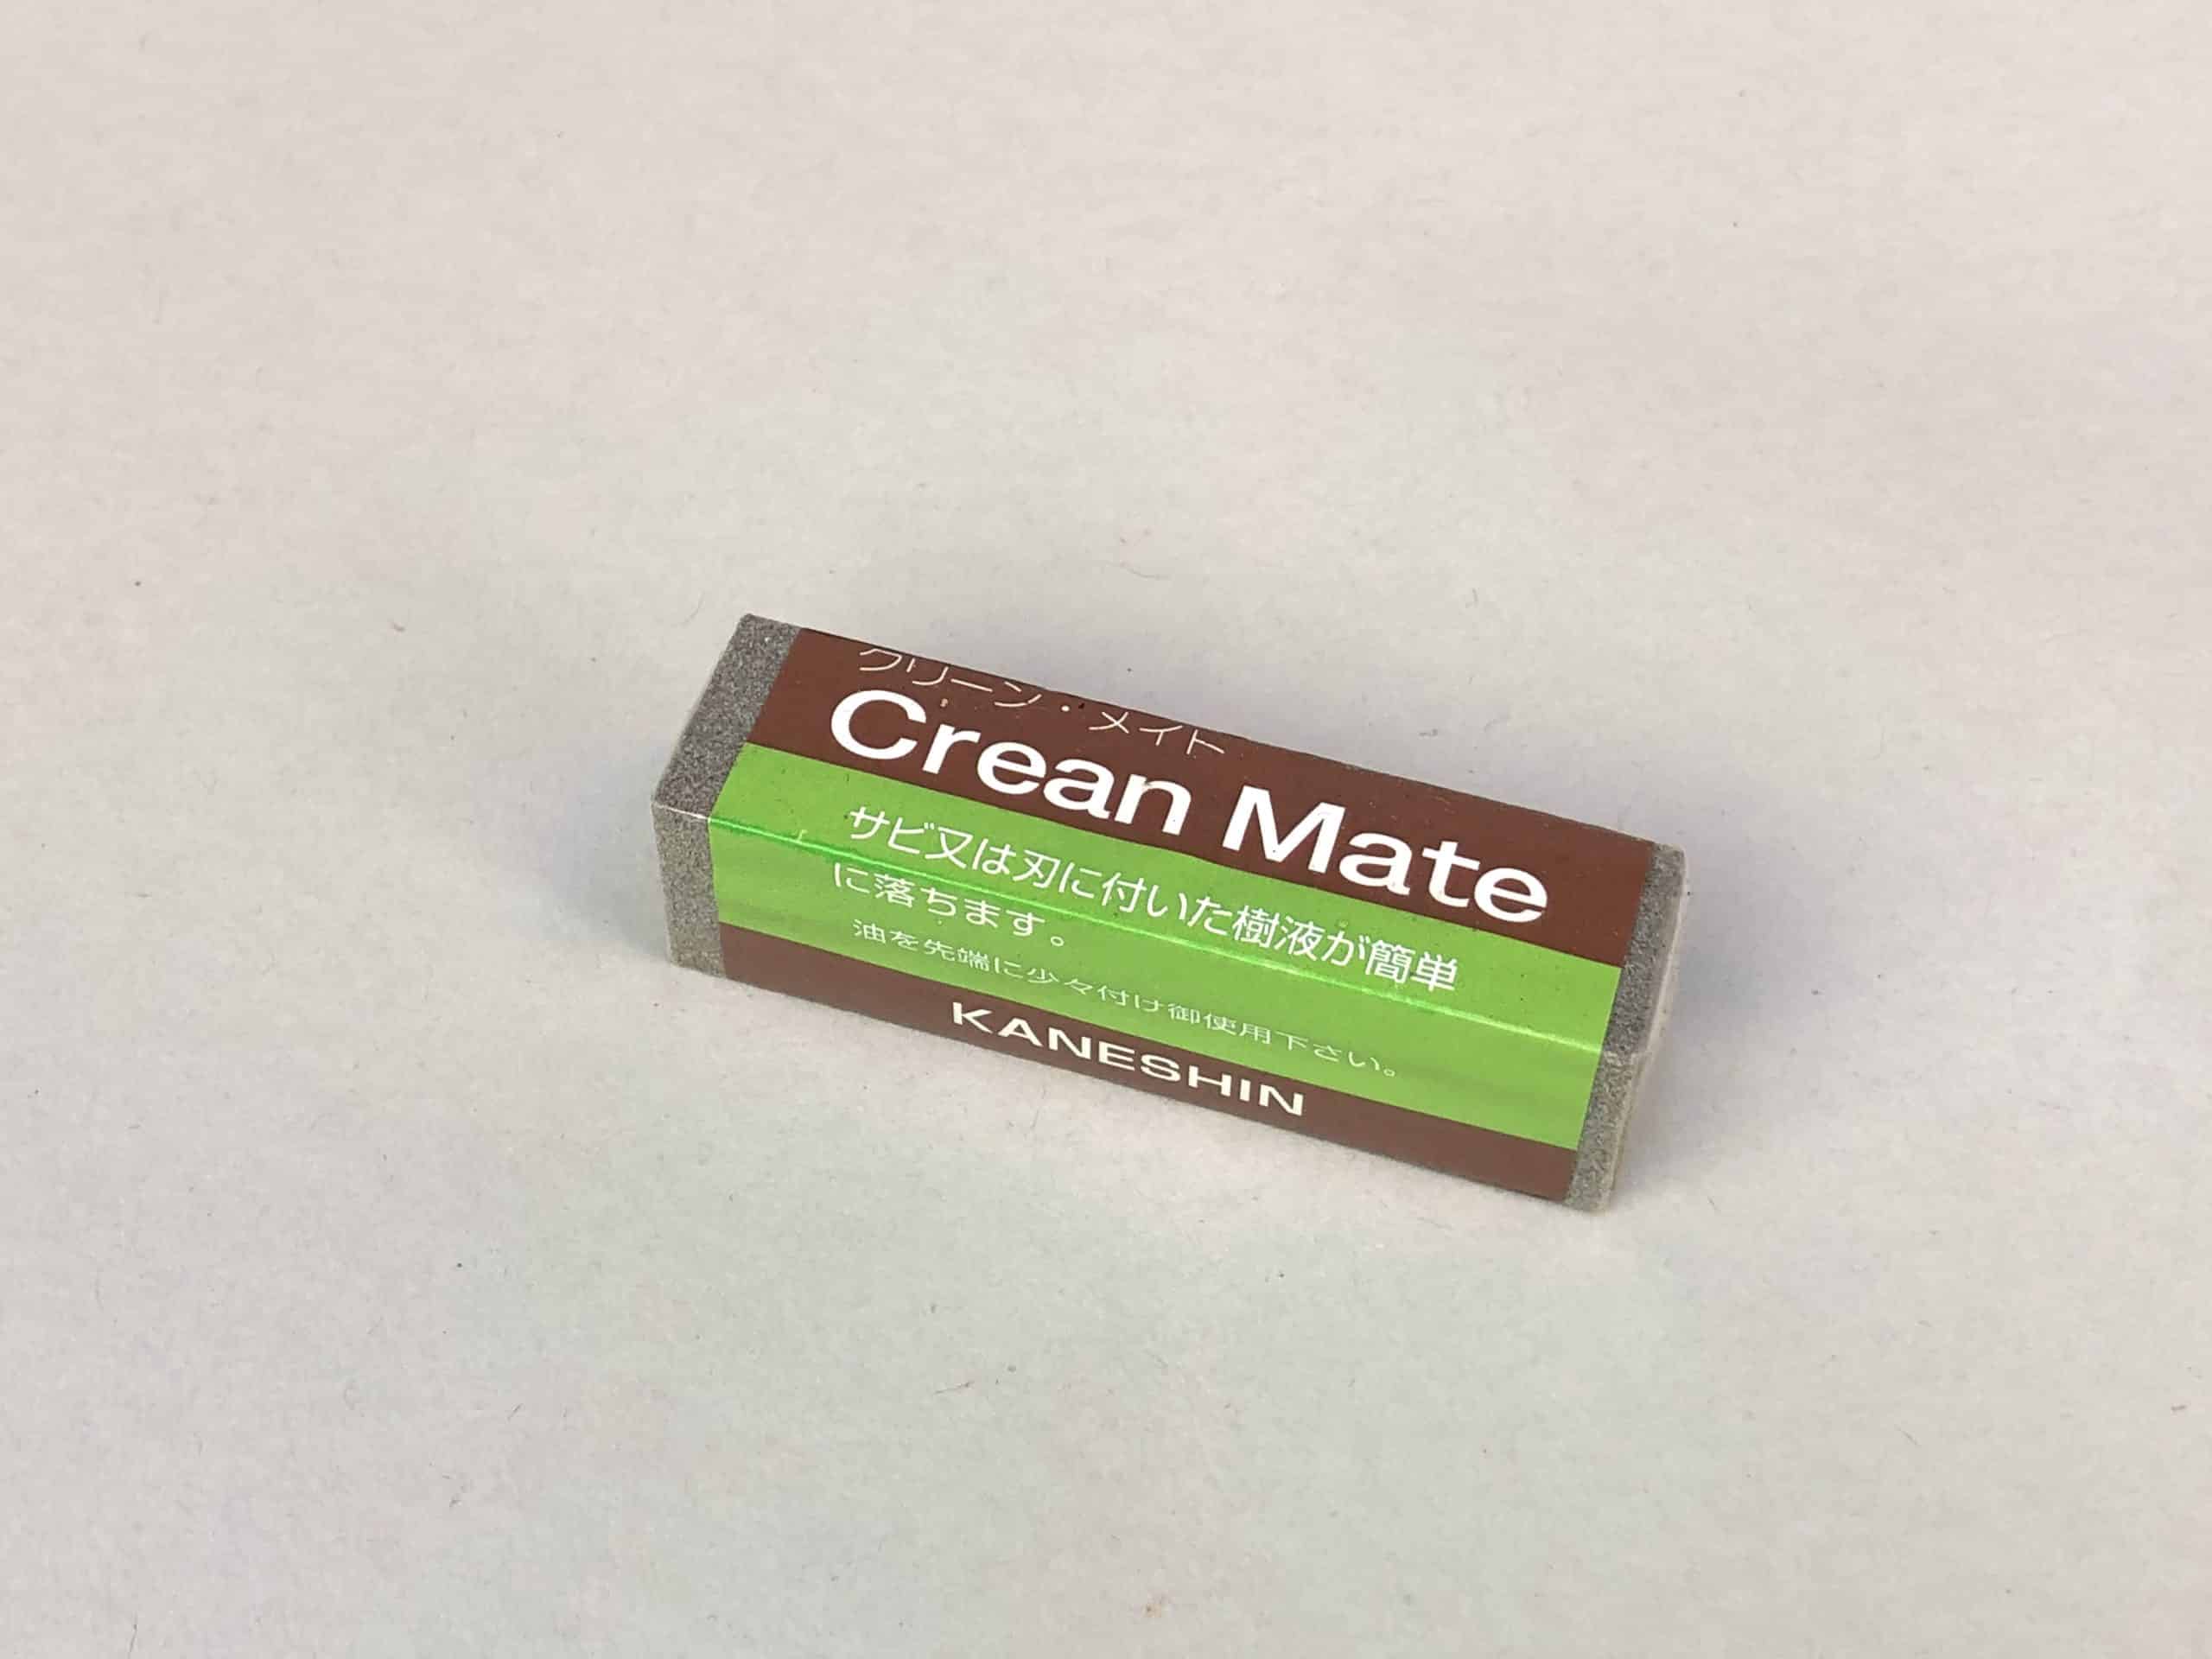 クリーン・メイト
Crean Mate
サビ又は刃に付いた樹液が簡単
に落ちます。
油を先端に少々付け御使用下さい。
KANESHIN